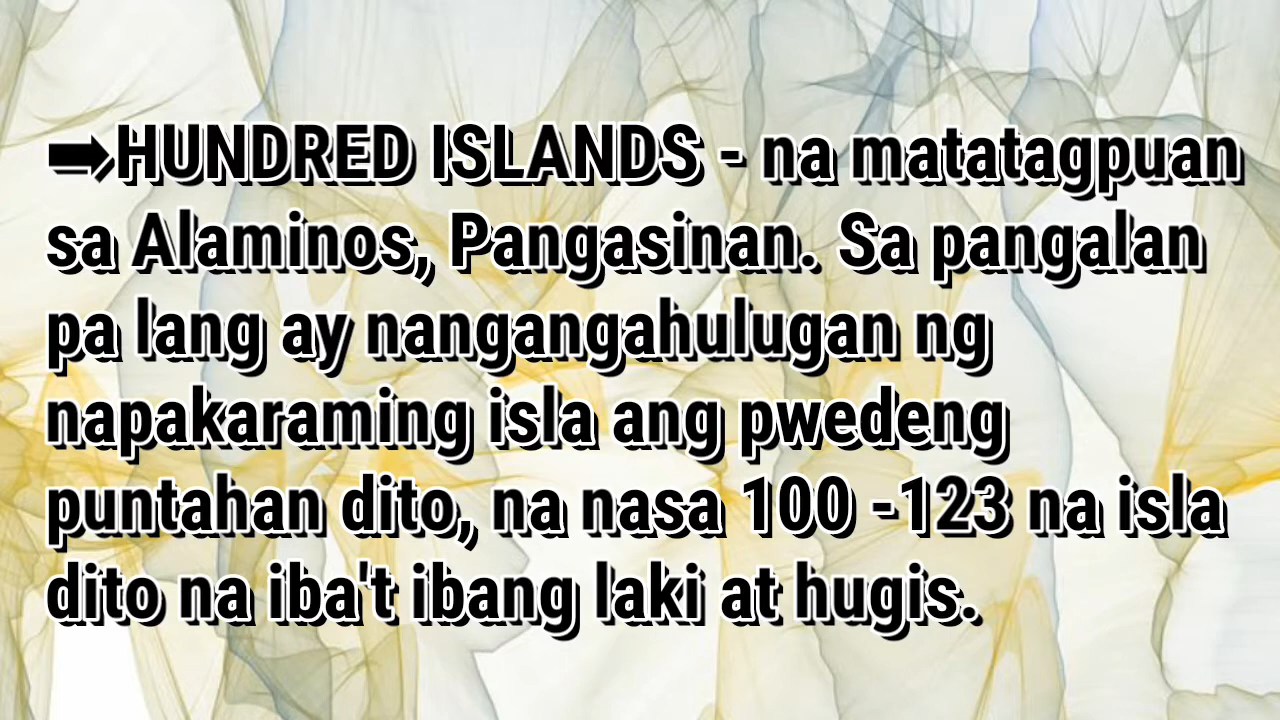 ➡HUNDRED ISLANDS - na matatagpuan
sa Alaminos, Pangasinan. Sa pangalan
pa lang ay nangangahulugan ng
napakaraming isla ang pwedeng
puntahan dito, na nasa 100 -123 na isla
dito na iba't ibang laki at hugis.